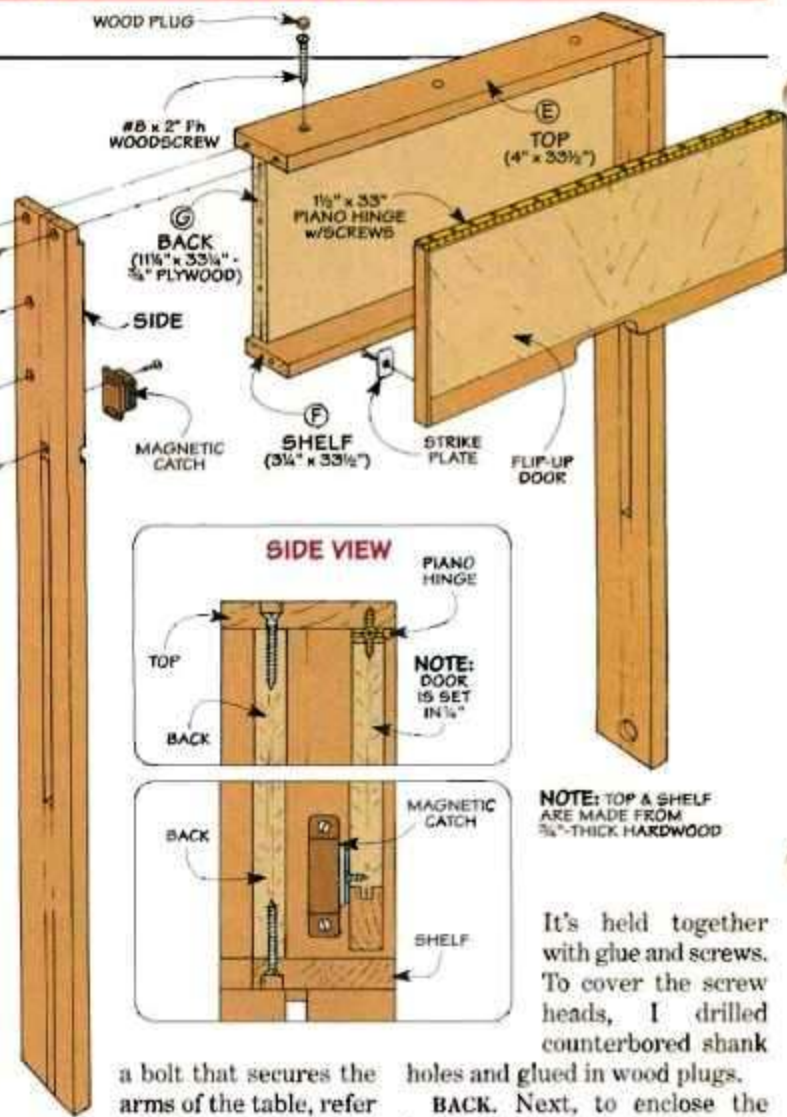 WOOD PLUG
#8 x 2" Fh
WOODSCREW
Ⓔ
TOP
(4" x 33½")
1½" x 33"
PIANO HINGE
w/SCREWS
Ⓖ
BACK
(11¼" x 33¼" -
¾" PLYWOOD)
SIDE
MAGNETIC
CATCH
Ⓕ
SHELF
(3¼" x 33½")
STRIKE
PLATE
FLIP-UP
DOOR
SIDE VIEW
PIANO
HINGE
TOP
NOTE:
DOOR
IS SET
IN ¼"
BACK
MAGNETIC
CATCH
BACK
SHELF
NOTE: TOP & SHELF
ARE MADE FROM
¾"-THICK HARDWOOD
It's held together
with glue and screws.
To cover the screw
heads, I drilled
counterbored shank
holes and glued in wood plugs.
BACK. Next, to enclose the
a bolt that secures the
arms of the table, refer